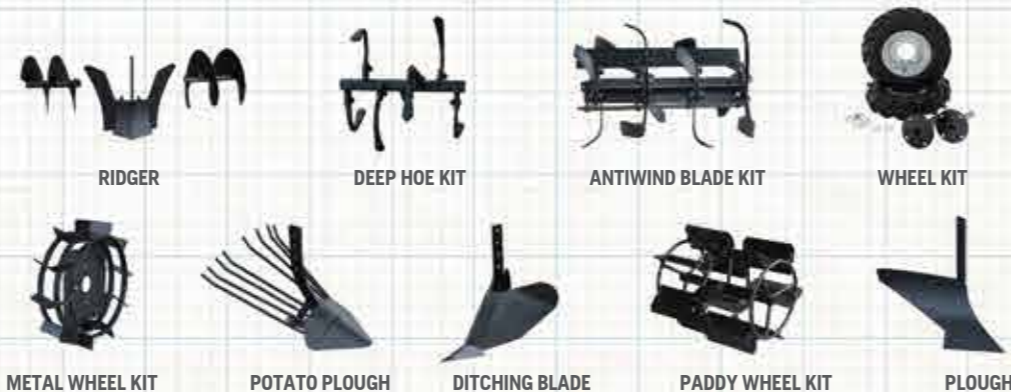 RIDGER
DEEP HOE KIT
ANTIWIND BLADE KIT
WHEEL KIT
METAL WHEEL KIT
POTATO PLOUGH
DITCHING BLADE
PADDY WHEEL KIT
PLOUGH